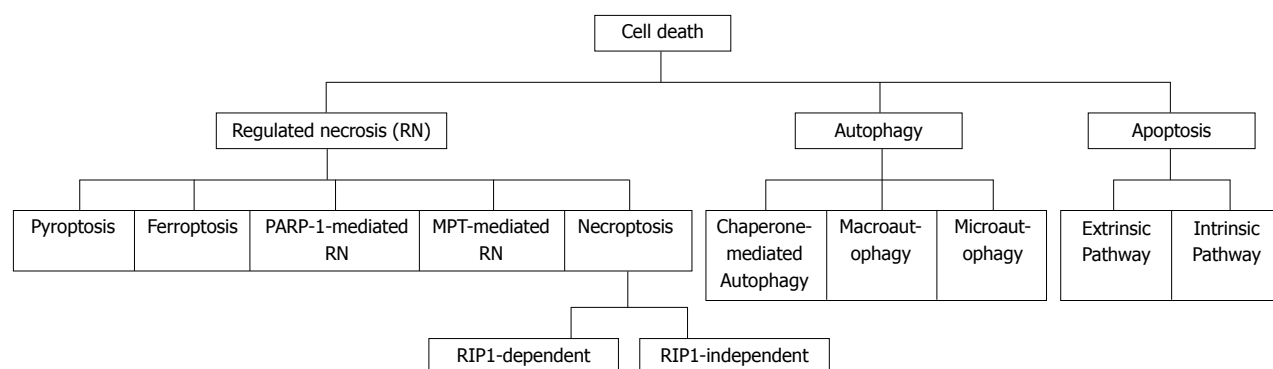 Cell death
Regulated necrosis (RN)
Autophagy
Apoptosis
Pyroptosis
Ferroptosis
PARP-1-mediated
RN
MPT-mediated
RN
Necroptosis
Chaperone-
mediated
Autophagy
Macroaut-
ophagy
Microaut-
ophagy
Extrinsic
Pathway
Intrinsic
Pathway
RIP1-dependent
RIP1-independent